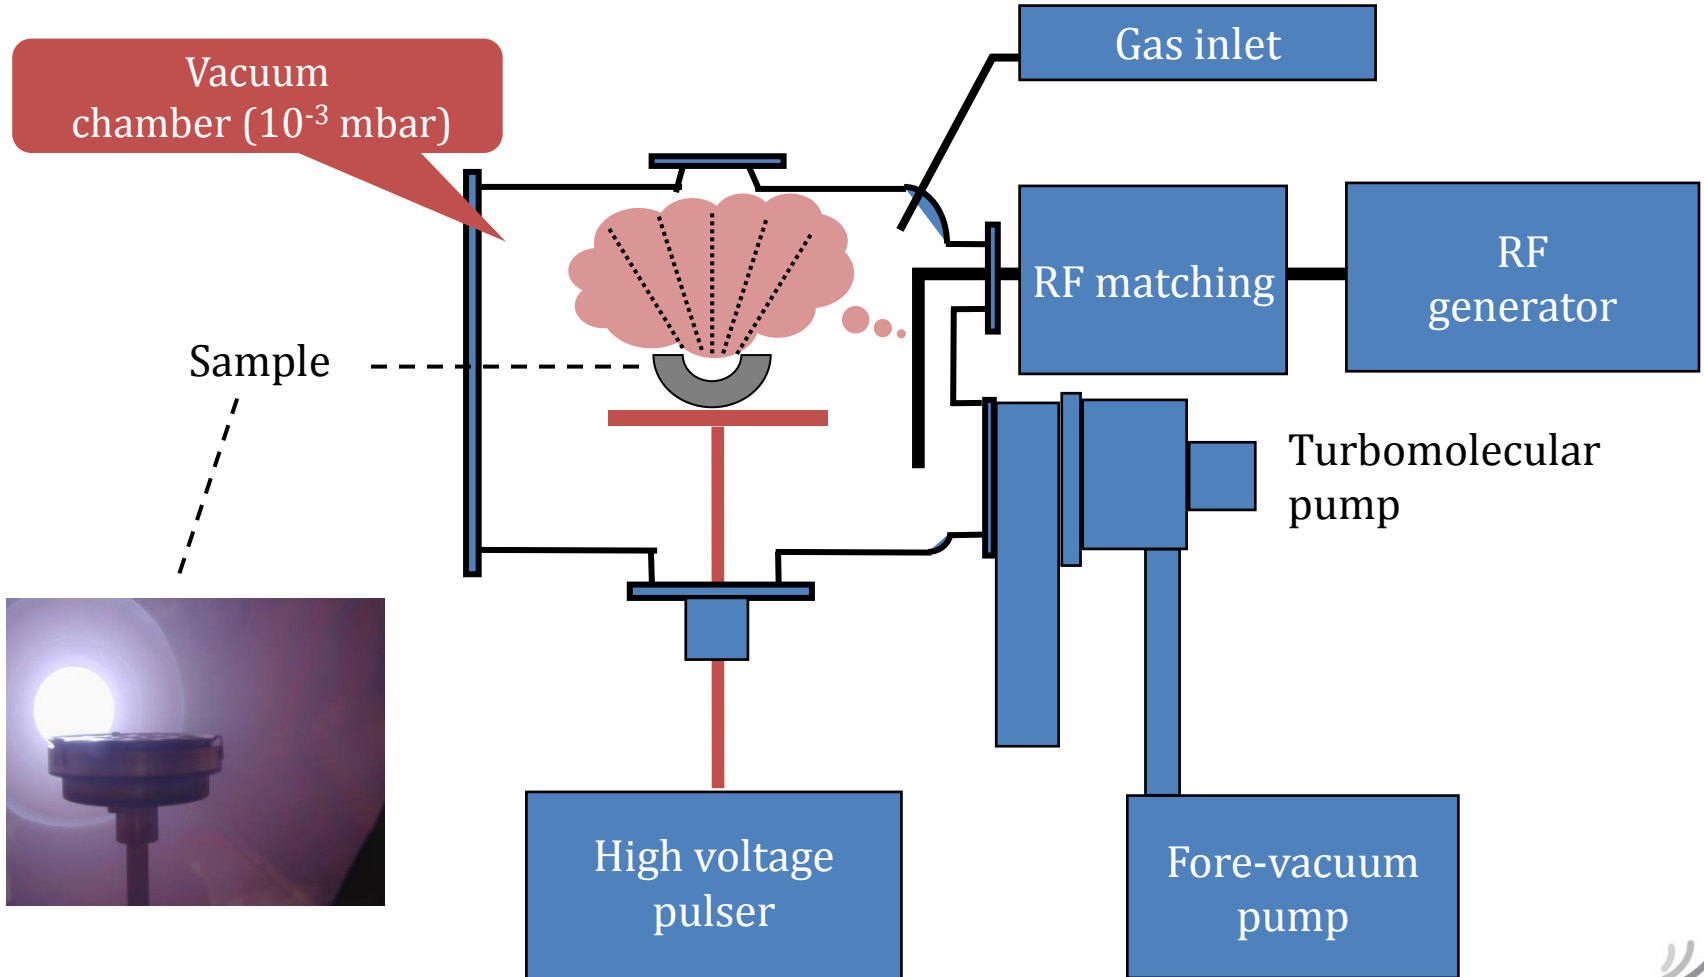 Gas inlet
Vacuum
chamber (10⁻³ mbar)
RF matching
RF
generator
Sample
Turbomolecular
pump
High voltage
pulser
Fore-vacuum
pump